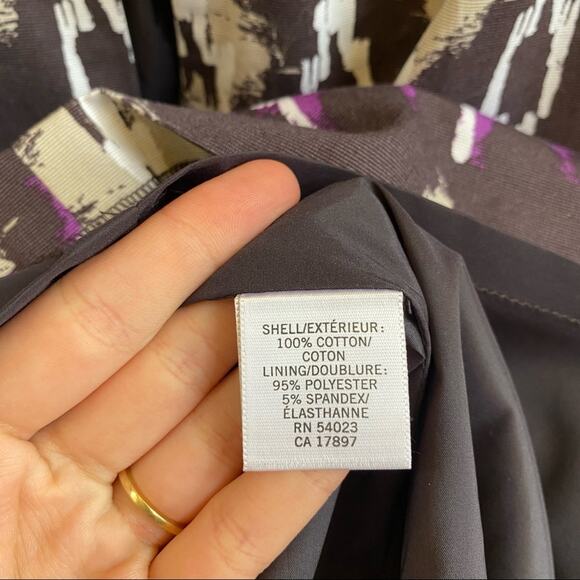 SHELL/EXTÉRIEUR:
100% COTTON/
COTON
LINING/DOUBLURE:
95% POLYESTER
5% SPANDEX/
ÉLASTHANNE
RN 54023
CA 17897